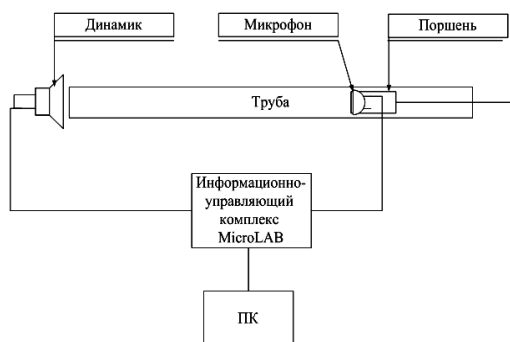 Динамик
Микрофон
Поршень
Труба
Информационно-
управляющий
комплекс
MicroLAB
ПК